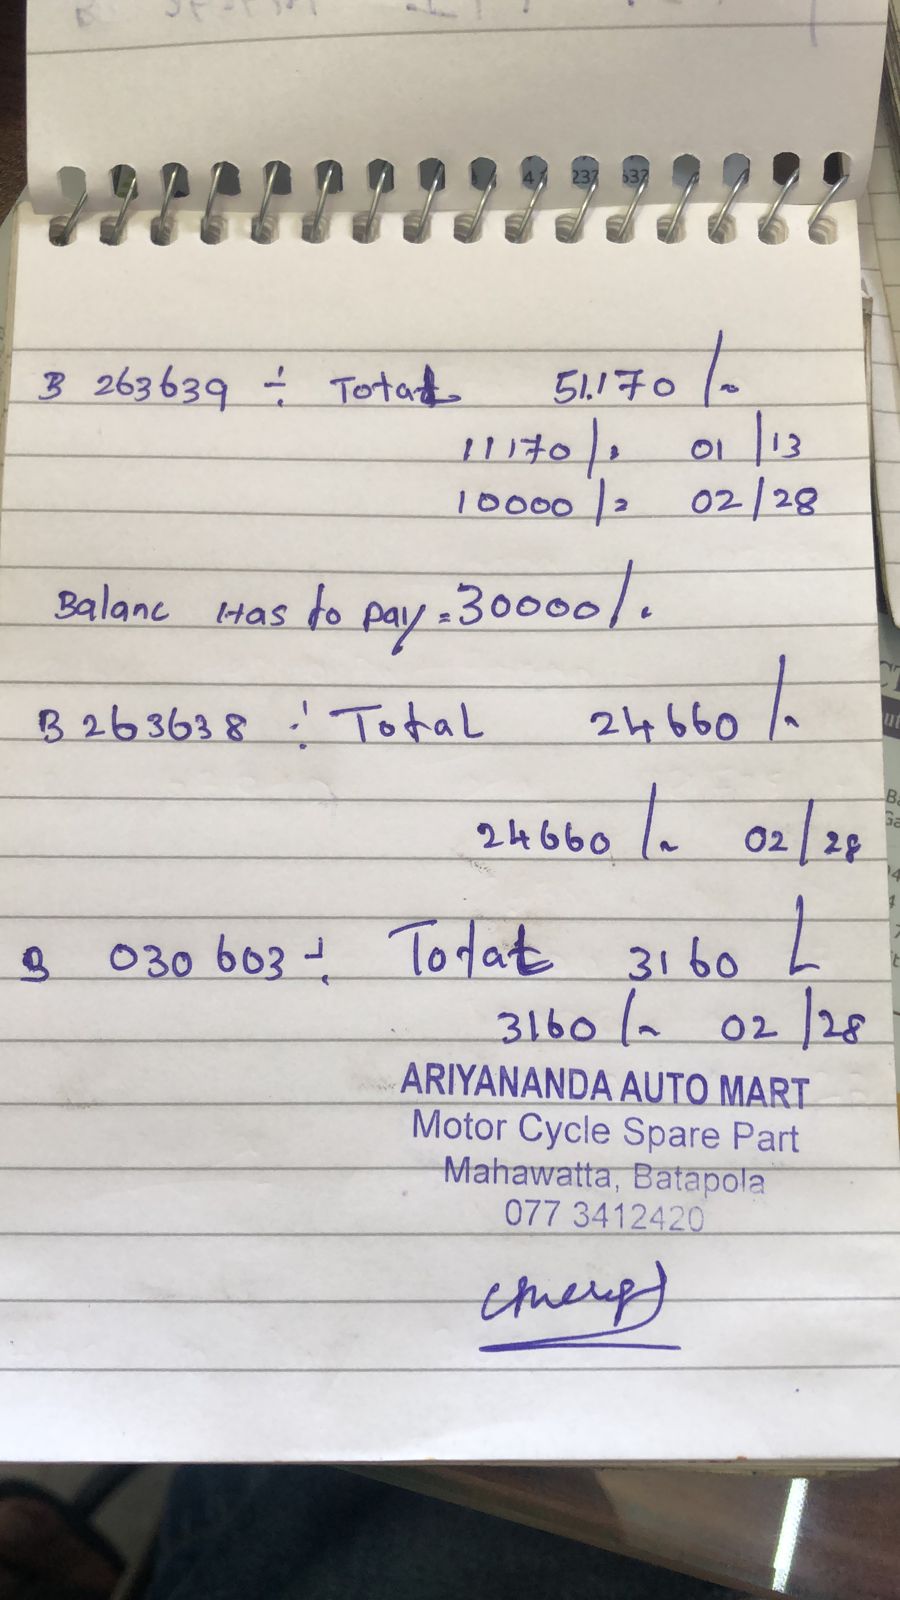 B 263639 ÷ Total 51.170/~
11170/. 01/13
10000/2 02/28
Balanc Has to pay = 30000/.
B 263638 ÷ Total 24660/~
24660/~ 02/28
B 030603 ÷ Total 3160/
3160/~ 02/28
ARIYANANDA AUTO MART
Motor Cycle Spare Part
Mahawatta, Batapola
077 3412420